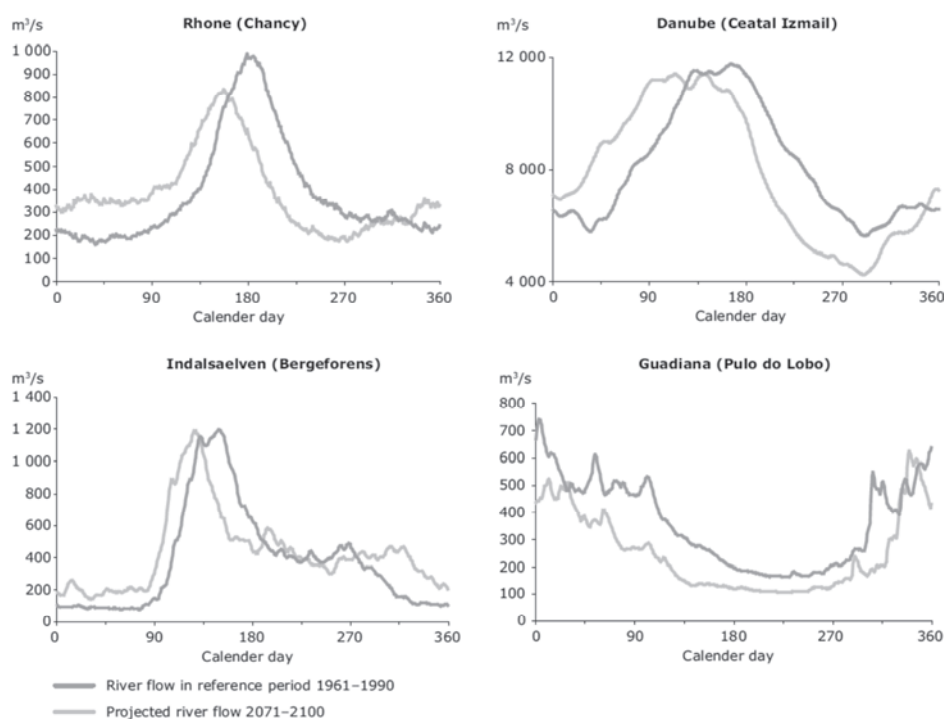 Rhone (Chancy)
m³/s
1 000
900
800
700
600
500
400
300
200
100
0
0 90 180 270 360
Calender day
Danube (Ceatal Izmail)
m³/s
12 000
8 000
4 000
0 90 180 270 360
Calender day
Indalsaelven (Bergeforens)
m³/s
1 400
1 200
1 000
800
600
400
200
0
0 90 180 270 360
Calender day
Guadiana (Pulo do Lobo)
m³/s
800
700
600
500
400
300
200
100
0
0 90 180 270 360
Calender day
River flow in reference period 1961–1990
Projected river flow 2071–2100